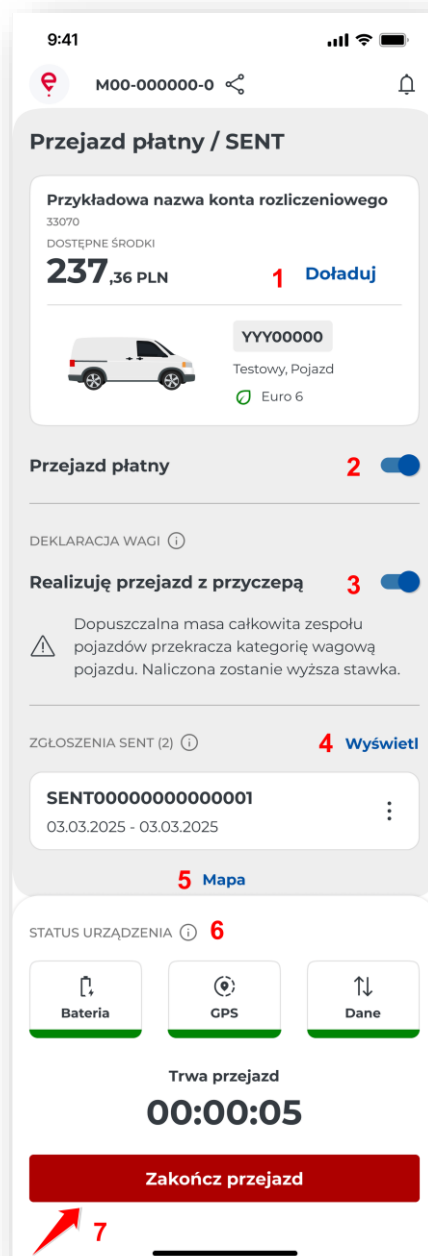 9:41
M00-000000-0
Przejazd płatny / SENT
Przykładowa nazwa konta rozliczeniowego
33070
DOSTĘPNE ŚRODKI
237,36 PLN
1 Doładuj
YYY00000
Testowy, Pojazd
Euro 6
Przejazd płatny 2
DEKLARACJA WAGI
Realizuję przejazd z przyczepą 3
Dopuszczalna masa całkowita zespołu
pojazdów przekracza kategorię wagową
pojazdu. Naliczona zostanie wyższa stawka.
ZGŁOSZENIA SENT (2) 4 Wyświetl
SENT00000000000001
03.03.2025 - 03.03.2025
5 Mapa
STATUS URZĄDZENIA 6
Bateria GPS Dane
Trwa przejazd
00:00:05
Zakończ przejazd
7